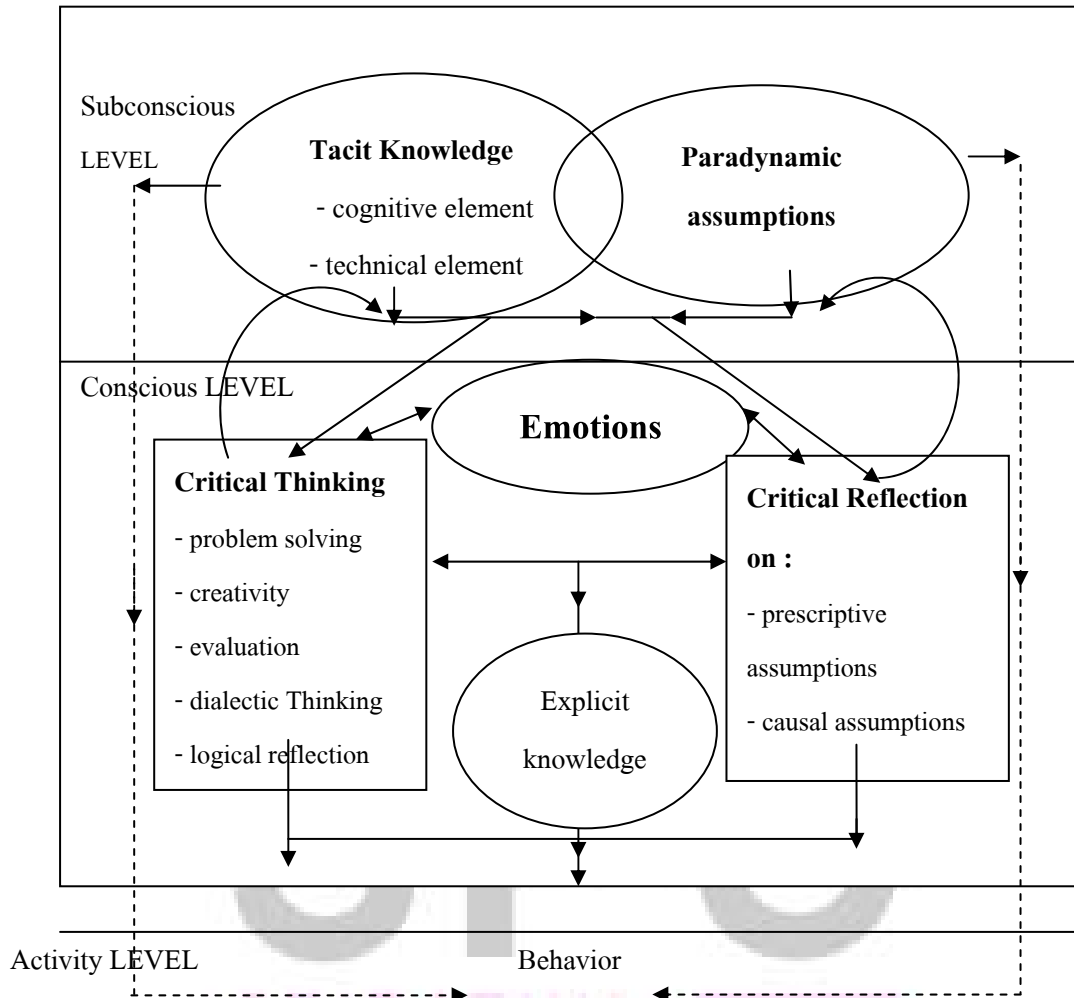 Subconscious
LEVEL
Tacit Knowledge
- cognitive element
- technical element
Paradynamic
assumptions
Conscious LEVEL
Emotions
Critical Thinking
- problem solving
- creativity
- evaluation
- dialectic Thinking
- logical reflection
Critical Reflection
on :
- prescriptive
assumptions
- causal assumptions
Explicit
knowledge
Activity LEVEL
Behavior